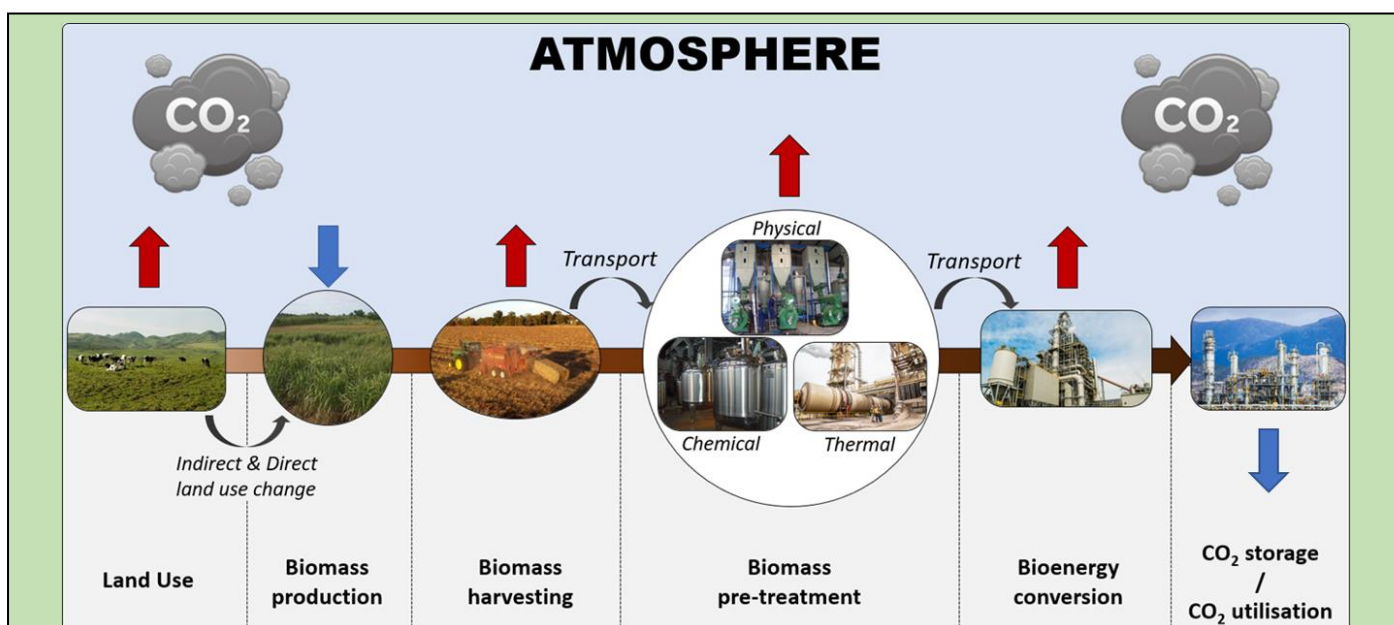 ATMOSPHERE
CO₂
CO₂
Physical
Transport
Transport
Chemical
Thermal
Indirect & Direct
land use change
Land Use
Biomass
production
Biomass
harvesting
Biomass
pre-treatment
Bioenergy
conversion
CO₂ storage
/
CO₂ utilisation